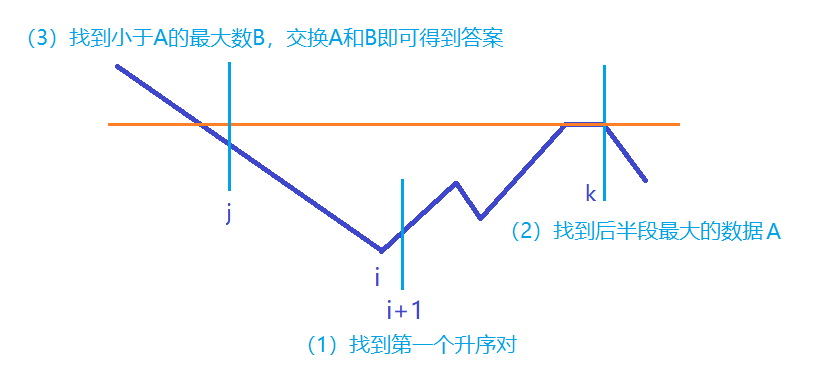 （3）找到小于A的最大数B，交换A和B即可得到答案
j
k
（2）找到后半段最大的数据A
i
i+1
（1）找到第一个升序对